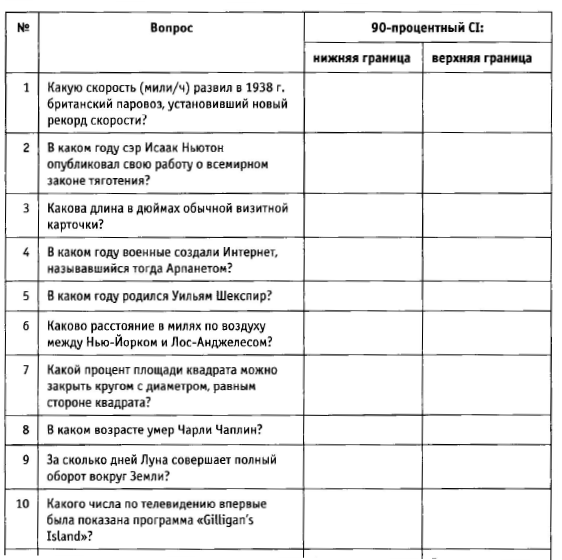 № Вопрос 90-процентный CI:
нижняя граница верхняя граница
1 Какую скорость (мили/ч) развил в 1938 г.
британский паровоз, установивший новый
рекорд скорости?
2 В каком году сэр Исаак Ньютон
опубликовал свою работу о всемирном
законе тяготения?
3 Какова длина в дюймах обычной визитной
карточки?
4 В каком году военные создали Интернет,
называвшийся тогда Арпанетом?
5 В каком году родился Уильям Шекспир?
6 Каково расстояние в милях по воздуху
между Нью-Йорком и Лос-Анджелесом?
7 Какой процент площади квадрата можно
закрыть кругом с диаметром, равным
стороне квадрата?
8 В каком возрасте умер Чарли Чаплин?
9 За сколько дней Луна совершает полный
оборот вокруг Земли?
10 Какого числа по телевидению впервые
была показана программа «Gilligan's
Island»?